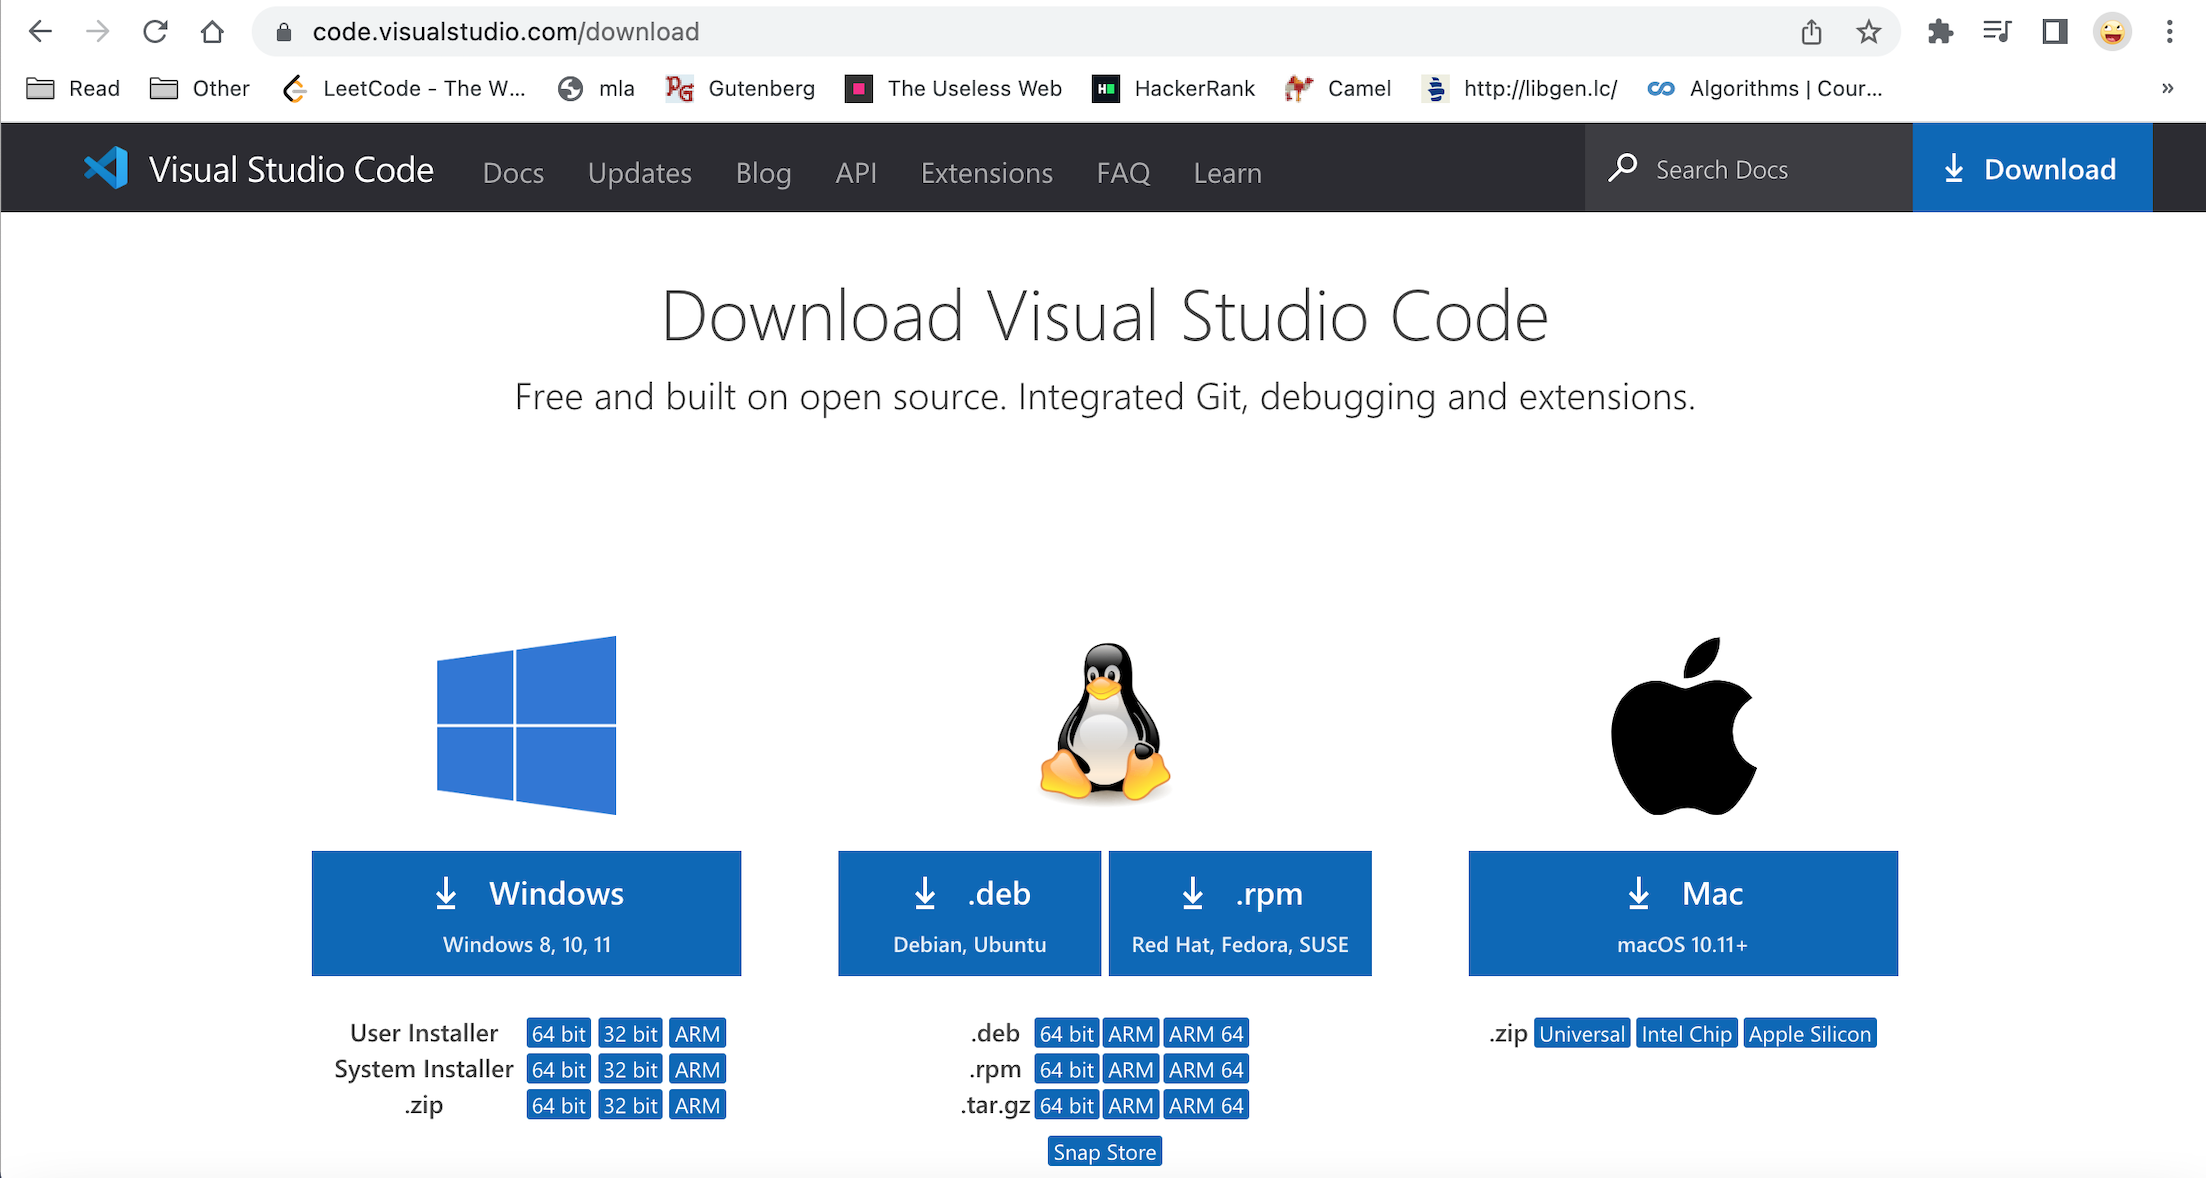 code.visualstudio.com/download
Read Other LeetCode - The W... mla Gutenberg The Useless Web HackerRank Camel http://libgen.lc/ Algorithms | Cour... »
Visual Studio Code Docs Updates Blog API Extensions FAQ Learn Search Docs Download
Download Visual Studio Code
Free and built on open source. Integrated Git, debugging and extensions.
Windows
Windows 8, 10, 11
User Installer 64 bit 32 bit ARM
System Installer 64 bit 32 bit ARM
.zip 64 bit 32 bit ARM
.deb
Debian, Ubuntu
.rpm
Red Hat, Fedora, SUSE
.deb 64 bit ARM ARM 64
.rpm 64 bit ARM ARM 64
.tar.gz 64 bit ARM ARM 64
Snap Store
Mac
macOS 10.11+
.zip Universal Intel Chip Apple Silicon